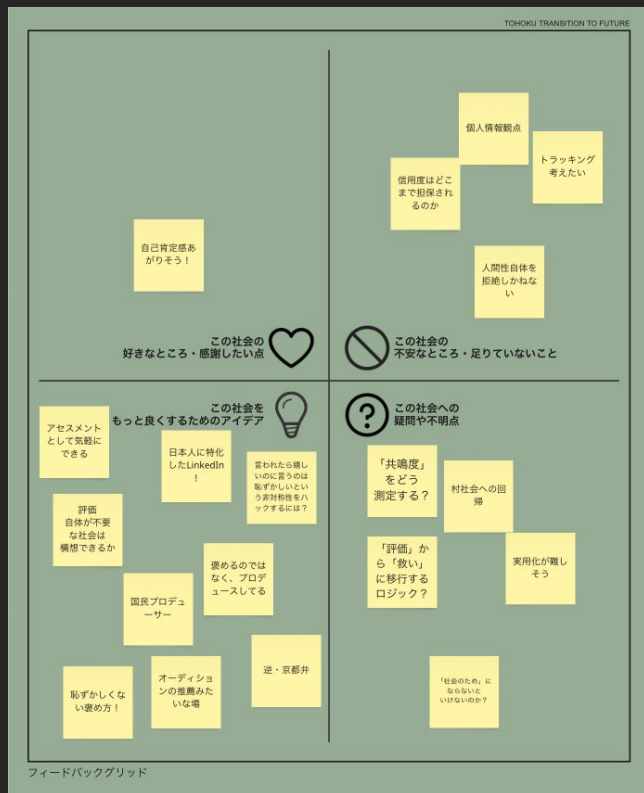 TOHOKU TRANSITION TO FUTURE
自己肯定感あ
がりそう！
この社会の
好きなところ・感謝したい点
個人情報観点
トラッキング
考えたい
信用度はどこ
まで担保され
るのか
人間性自体を
拒絶しかねな
い
この社会の
不安なところ・足りていないこと
この社会を
もっと良くするためのアイデア
アセスメント
として気軽に
できる
日本人に特化
したLinkedIn
！
言われたら嬉し
いのに言うのは
恥ずかしいとい
う非対称性をハ
ックするには？
評価
自体が不要
な社会は
構想できるか
褒めるのでは
なく、プロデ
ュースしてる
国民プロデュ
ーサー
逆・京都弁
オーディショ
ンの推薦みた
いな場
恥ずかしくな
い褒め方！
この社会への
疑問や不明点
「共鳴度」
をどう
測定する？
村社会への回
帰
「評価」か
ら「救い」
に移行する
ロジック？
実用化が難し
そう
「社会のため」に
ならないと
いけないのか？
フィードバックグリッド